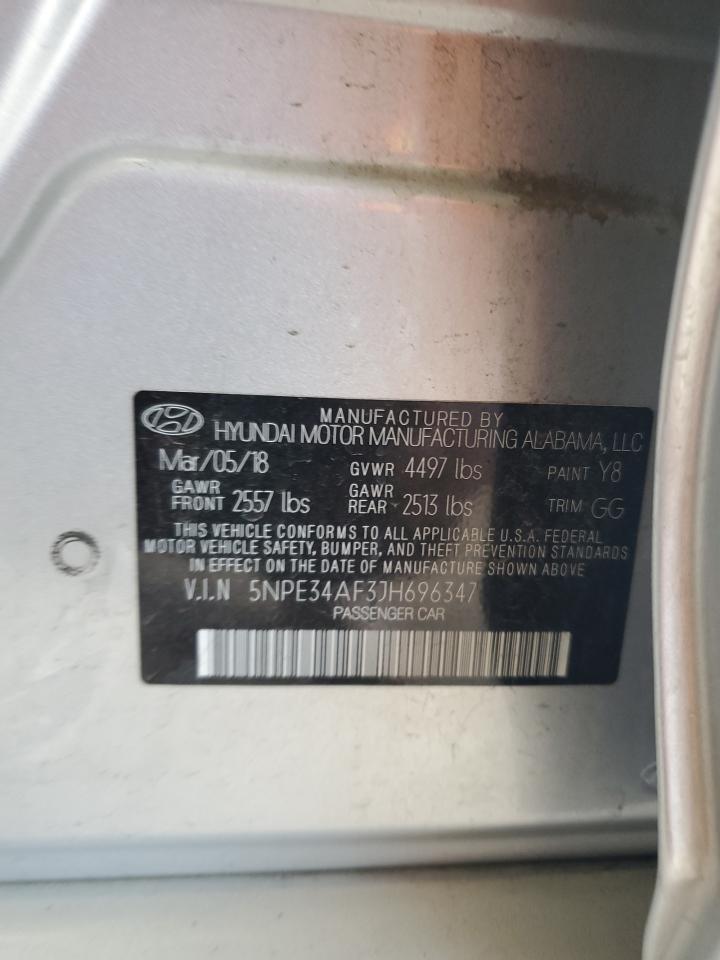 MANUFACTURED BY
HYUNDAI MOTOR MANUFACTURING ALABAMA, LLC
Mar/05/18 GVWR 4497 lbs PAINT Y8
GAWR FRONT 2557 lbs GAWR REAR 2513 lbs TRIM GG
THIS VEHICLE CONFORMS TO ALL APPLICABLE U.S.A. FEDERAL
MOTOR VEHICLE SAFETY, BUMPER, AND THEFT PREVENTION STANDARDS
IN EFFECT ON THE DATE OF MANUFACTURE SHOWN ABOVE
V.I.N 5NPE34AF3JH696347
PASSENGER CAR